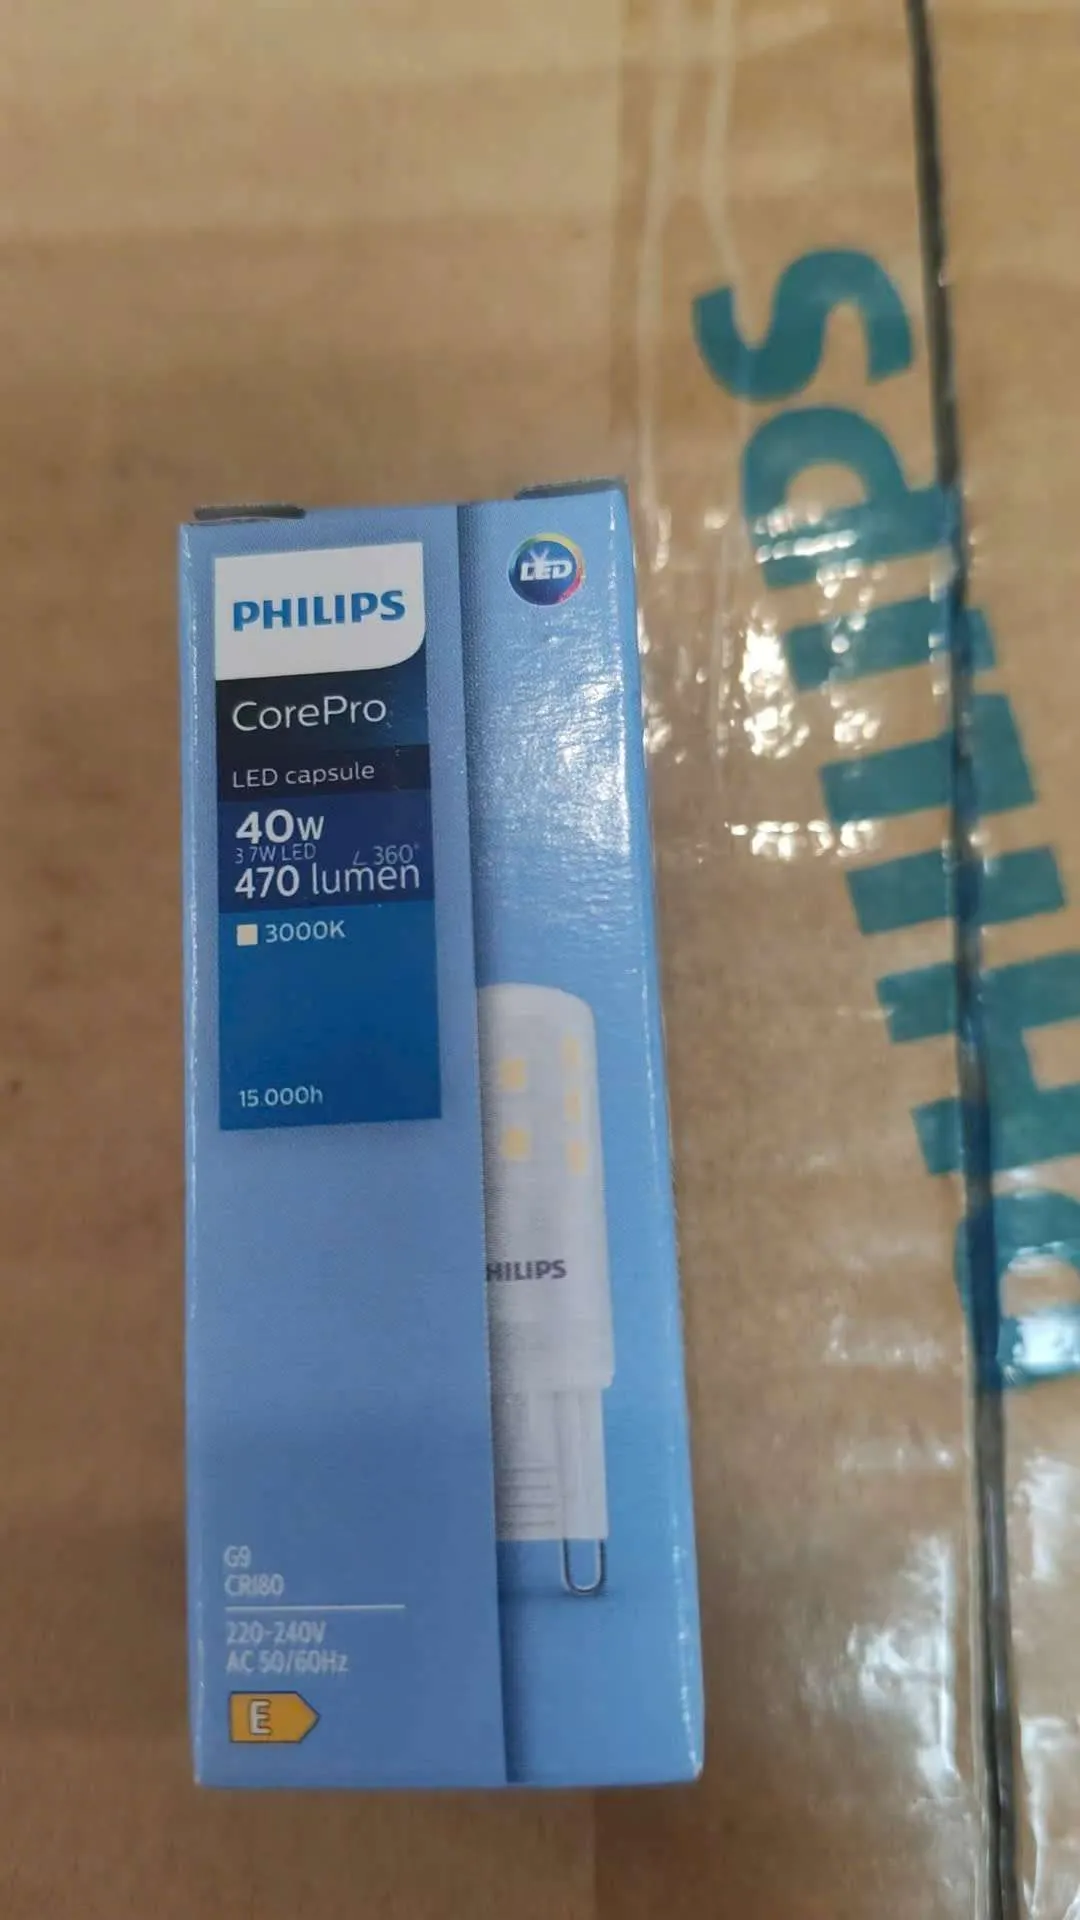 PHILIPS
LED
CorePro
LED capsule
40W
3.7W LED ∠ 360°
470 lumen
3000K
15.000h
HILIPS
G9
CRI80
220-240V
AC 50/60Hz
E
PHILIPS